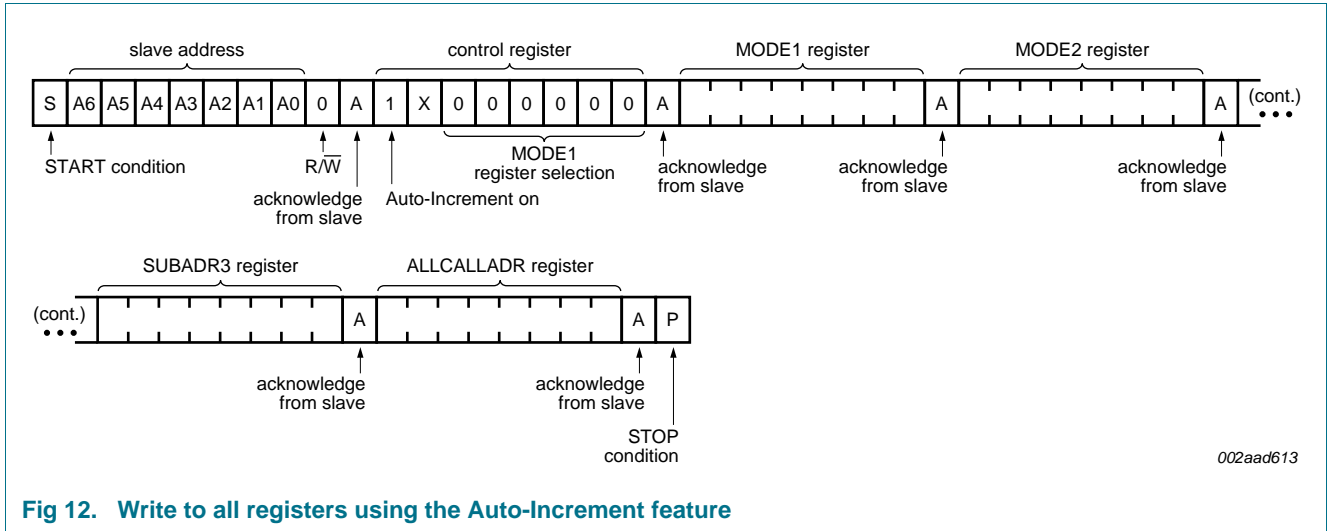 slave address control register MODE1 register MODE2 register
S A6 A5 A4 A3 A2 A1 A0 0 A 1 X 0 0 0 0 0 0 A A A (cont.)
START condition R/W acknowledge from slave Auto-Increment on MODE1 register selection acknowledge from slave acknowledge from slave acknowledge from slave
SUBADR3 register ALLCALLADR register
(cont.) A A P
acknowledge from slave acknowledge from slave STOP condition
002aad613
Fig 12. Write to all registers using the Auto-Increment feature